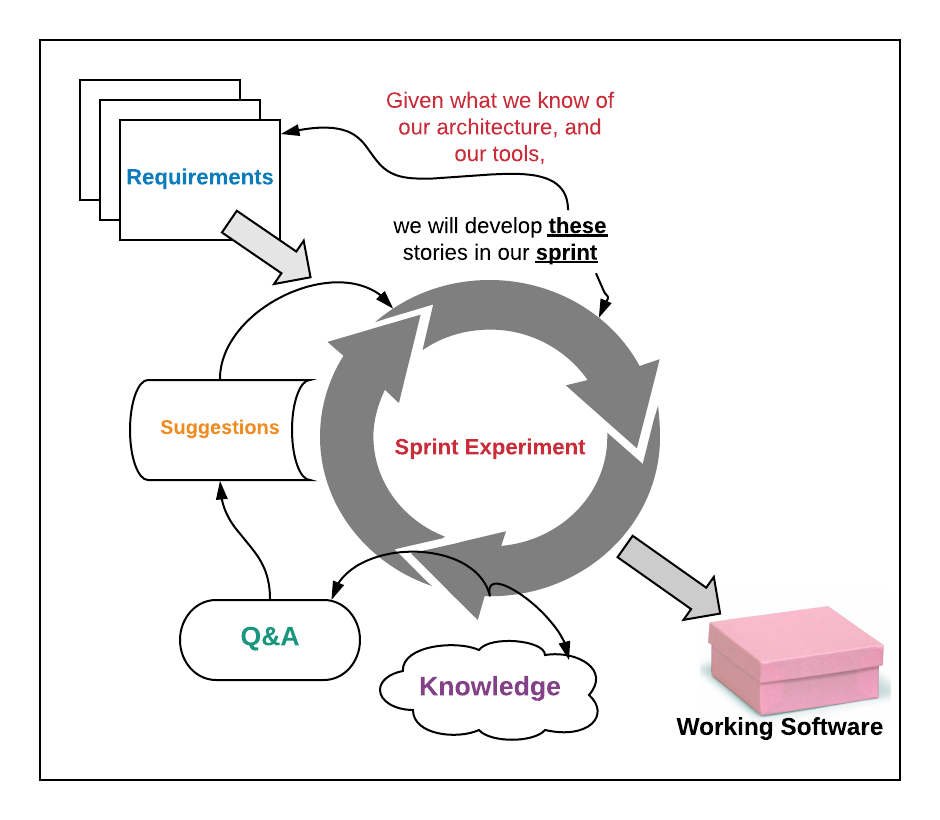 Given what we know of
our architecture, and
our tools,
Requirements
we will develop these
stories in our sprint
Suggestions
Sprint Experiment
Q&A
Knowledge
Working Software